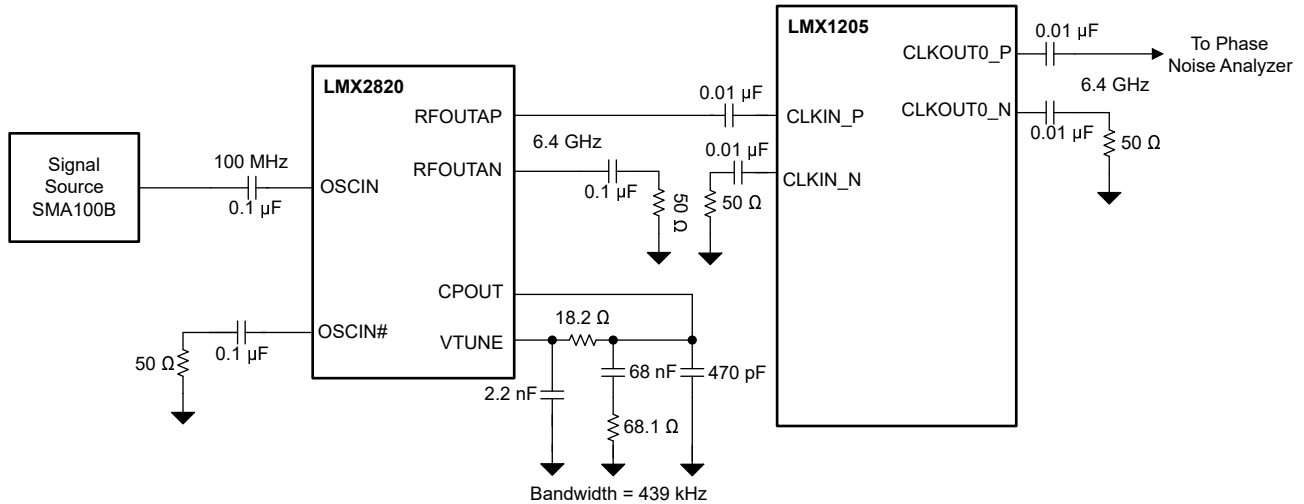 LMX1205
0.01 µF
CLKOUT0_P
To Phase
Noise Analyzer
6.4 GHz
CLKOUT0_N
0.01 µF
50 Ω
LMX2820
0.01 µF
RFOUTAP
CLKIN_P
6.4 GHz
0.01 µF
RFOUTAN
CLKIN_N
0.1 µF
50 Ω
50 Ω
Signal
Source
SMA100B
100 MHz
0.1 µF
OSCIN
CPOUT
OSCIN#
0.1 µF
50 Ω
VTUNE
18.2 Ω
2.2 nF
68 nF
470 pF
68.1 Ω
Bandwidth = 439 kHz